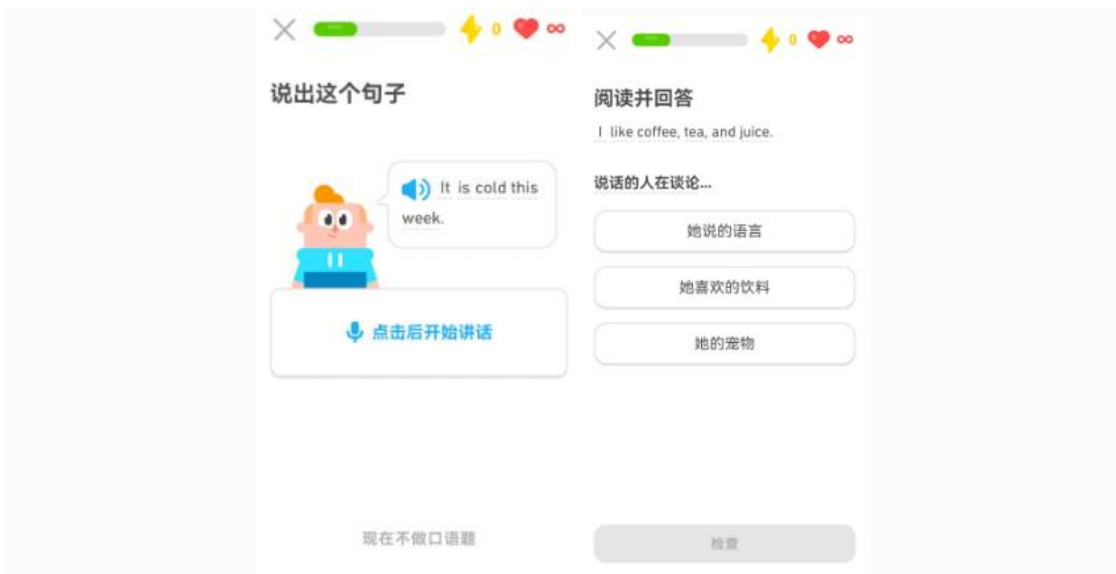 0 ∞
说出这个句子
It is cold this
week.
点击后开始讲话
现在不做口语题
0 ∞
阅读并回答
I like coffee, tea, and juice.
说话的人在谈论...
她说的语言
她喜欢的饮料
她的宠物
检查